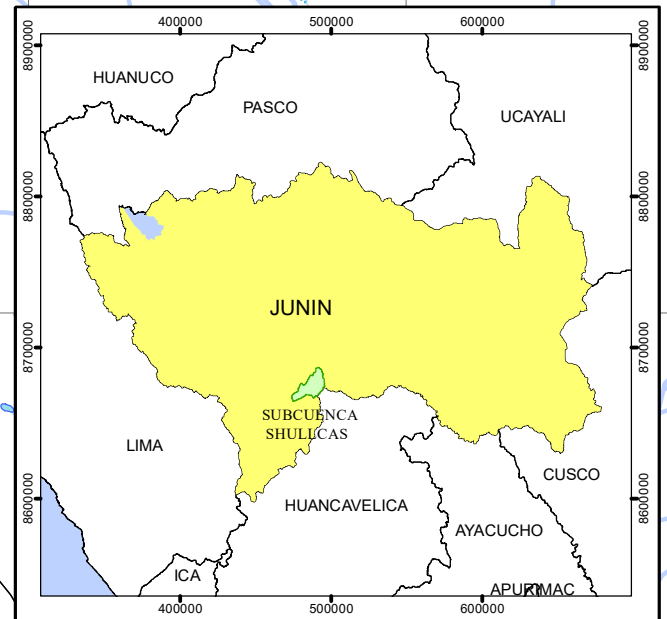 400000 500000 600000
8900000 8900000
HUANUCO
PASCO
UCAYALI
8800000 8800000
JUNIN
8700000 8700000
SUBCUENCA
SHULLCAS
LIMA
CUSCO
8600000 8600000
HUANCAVELICA
AYACUCHO
ICA
APURIMAC
400000 500000 600000